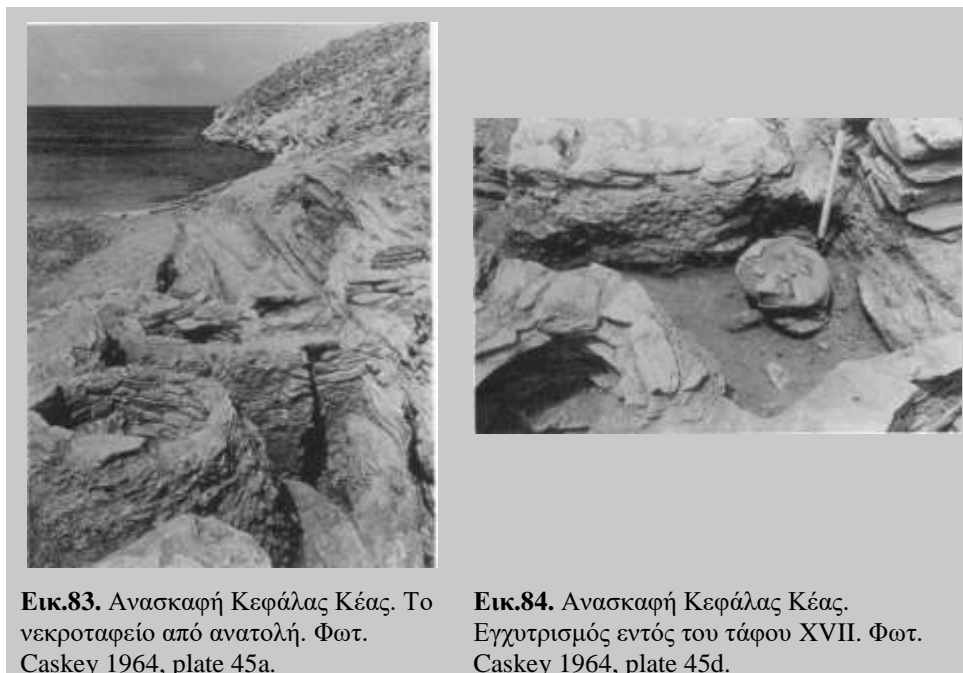 Εικ.83. Ανασκαφή Κεφάλας Κέας. Το
νεκροταφείο από ανατολή. Φωτ.
Caskey 1964, plate 45a.
Εικ.84. Ανασκαφή Κεφάλας Κέας.
Εγχυτρισμός εντός του τάφου XVII. Φωτ.
Caskey 1964, plate 45d.